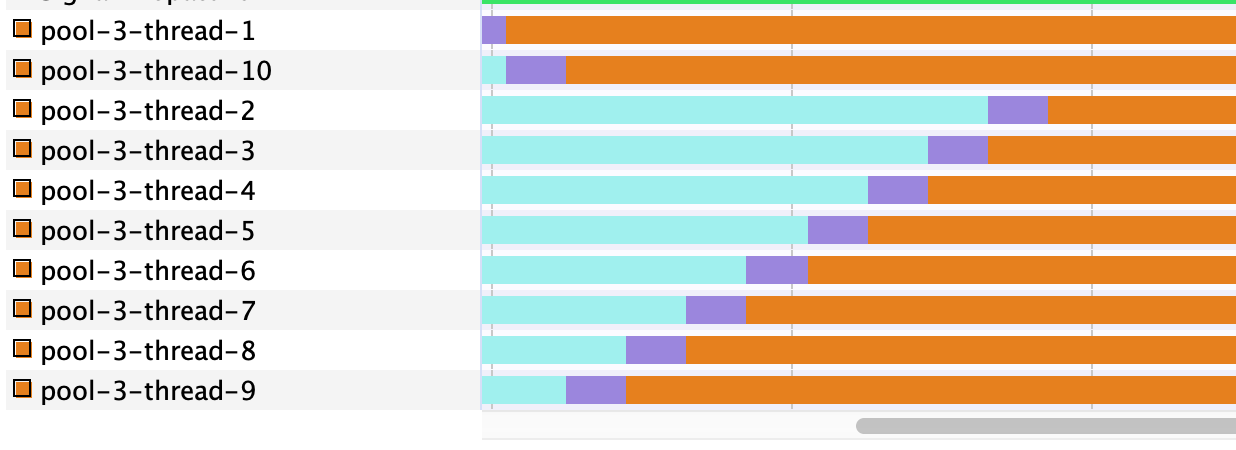 pool-3-thread-1
pool-3-thread-10
pool-3-thread-2
pool-3-thread-3
pool-3-thread-4
pool-3-thread-5
pool-3-thread-6
pool-3-thread-7
pool-3-thread-8
pool-3-thread-9